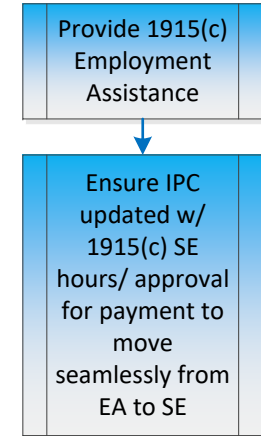 Provide 1915(c)
Employment
Assistance
Ensure IPC
updated w/
1915(c) SE
hours/ approval
for payment to
move
seamlessly from
EA to SE